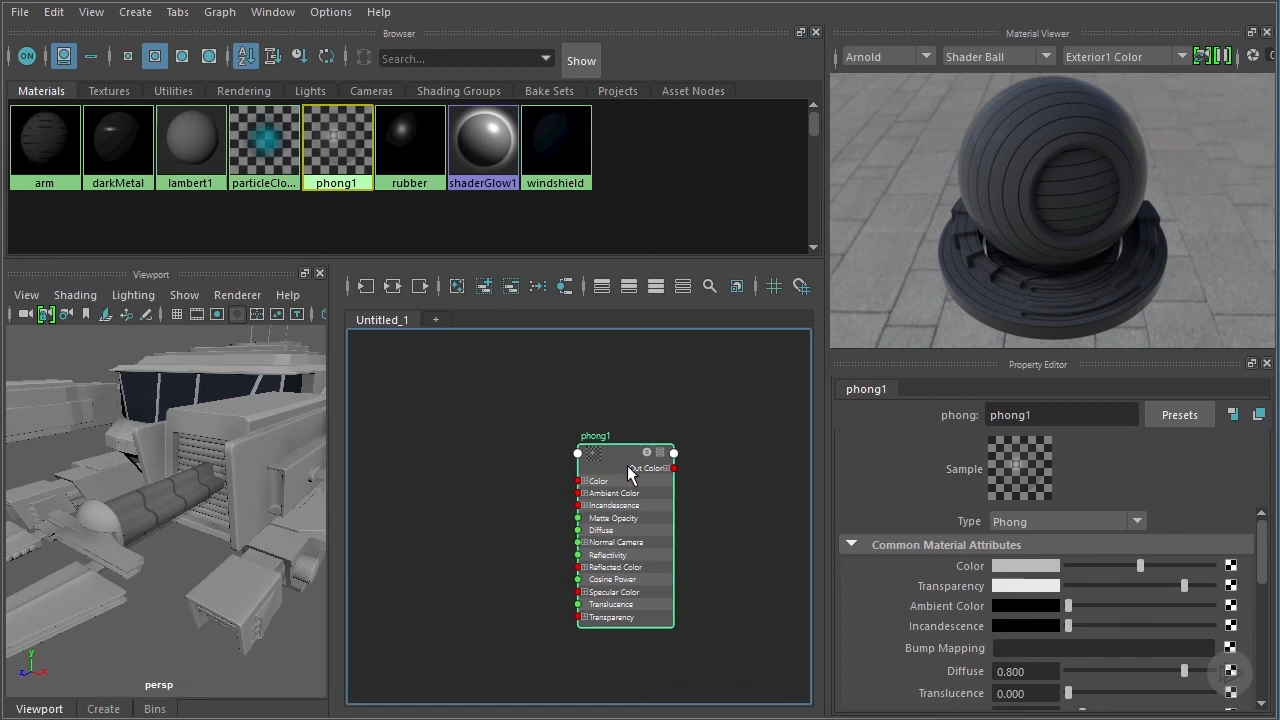 File Edit View Create Tabs Graph Window Options Help
Browser
Material Viewer
ON
Search...
Show
Arnold
Shader Ball
Exterior1 Color
Materials Textures Utilities Rendering Lights Cameras Shading Groups Bake Sets Projects Asset Nodes
arm darkMetal lambert1 particleClo... phong1 rubber shaderGlow1 windshield
Viewport
View Shading Lighting Show Renderer Help
Untitled_1 +
phong1
Out Color
Color
Ambient Color
Incandescence
Matte Opacity
Diffuse
Normal Camera
Reflectivity
Reflected Color
Cosine Power
Specular Color
Translucence
Transparency
y
z x
persp
Viewport Create Bins
Property Editor
phong1
phong: phong1 Presets
Sample
Type Phong
Common Material Attributes
Color
Transparency
Ambient Color
Incandescence
Bump Mapping
Diffuse 0.800
Translucence 0.000